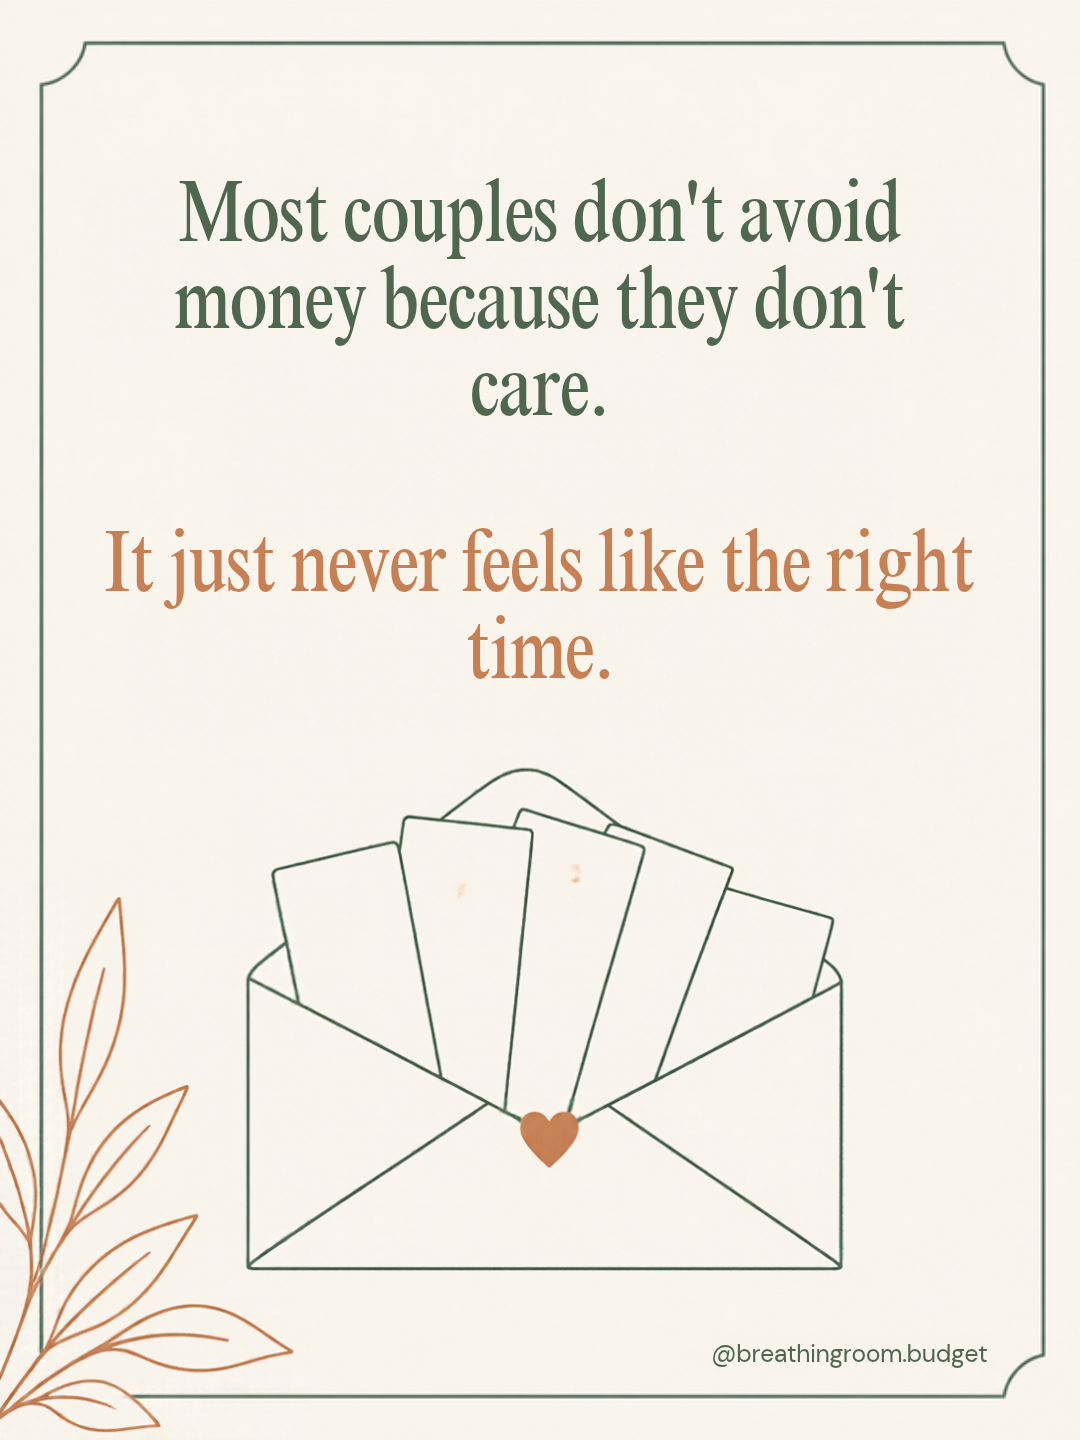 Most couples don't avoid
money because they don't
care.
It just never feels like the right
time.
@breathingroom.budget